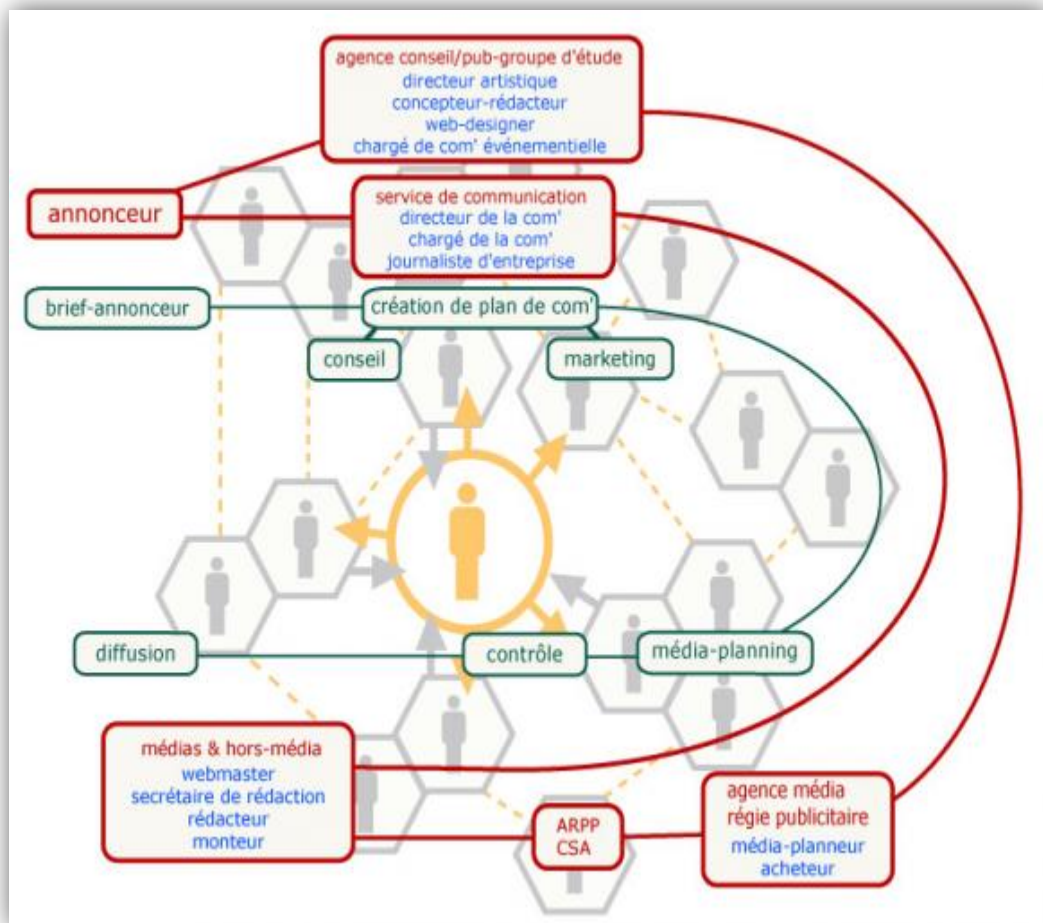 agence conseil/pub-groupe d'étude
directeur artistique
concepteur-rédacteur
web-designer
chargé de com' événementielle
annonceur
service de communication
directeur de la com'
chargé de la com'
journaliste d'entreprise
brief-annonceur
création de plan de com'
conseil
marketing
diffusion
contrôle
média-planning
médias & hors-média
webmaster
secrétaire de rédaction
rédacteur
monteur
ARPP
CSA
agence média
régie publicitaire
média-planneur
acheteur